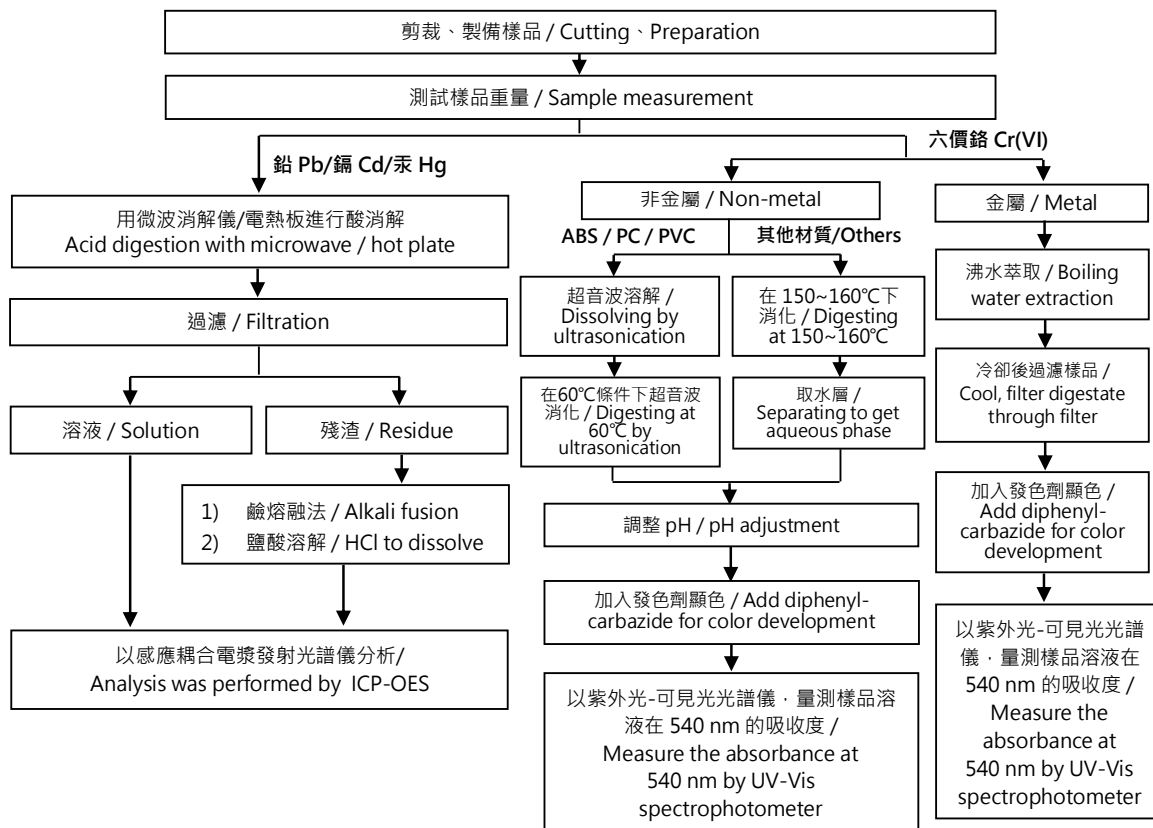 剪裁、製備樣品 / Cutting、Preparation
測試樣品重量 / Sample measurement
鉛 Pb/鎘 Cd/汞 Hg
用微波消解儀/電熱板進行酸消解
Acid digestion with microwave / hot plate
過濾 / Filtration
溶液 / Solution
殘渣 / Residue
1) 鹼熔融法 / Alkali fusion
2) 鹽酸溶解 / HCl to dissolve
以感應耦合電漿發射光譜儀分析/
Analysis was performed by ICP-OES
六價鉻 Cr(VI)
非金屬 / Non-metal
ABS / PC / PVC
超音波溶解 /
Dissolving by
ultrasonication
在60℃條件下超音波
消化 / Digesting at
60℃ by
ultrasonication
其他材質/Others
在 150~160℃下
消化 / Digesting
at 150~160℃
取水層 /
Separating to get
aqueous phase
調整 pH / pH adjustment
加入發色劑顯色 / Add diphenyl-
carbazide for color development
以紫外光-可見光光譜儀，量測樣品溶
液在 540 nm 的吸收度 /
Measure the absorbance at
540 nm by UV-Vis
spectrophotometer
金屬 / Metal
沸水萃取 / Boiling
water extraction
冷卻後過濾樣品 /
Cool, filter digestate
through filter
加入發色劑顯色 /
Add diphenyl-
carbazide for color
development
以紫外光-可見光光譜
儀，量測樣品溶液在
540 nm 的吸收度 /
Measure the
absorbance at
540 nm by UV-Vis
spectrophotometer